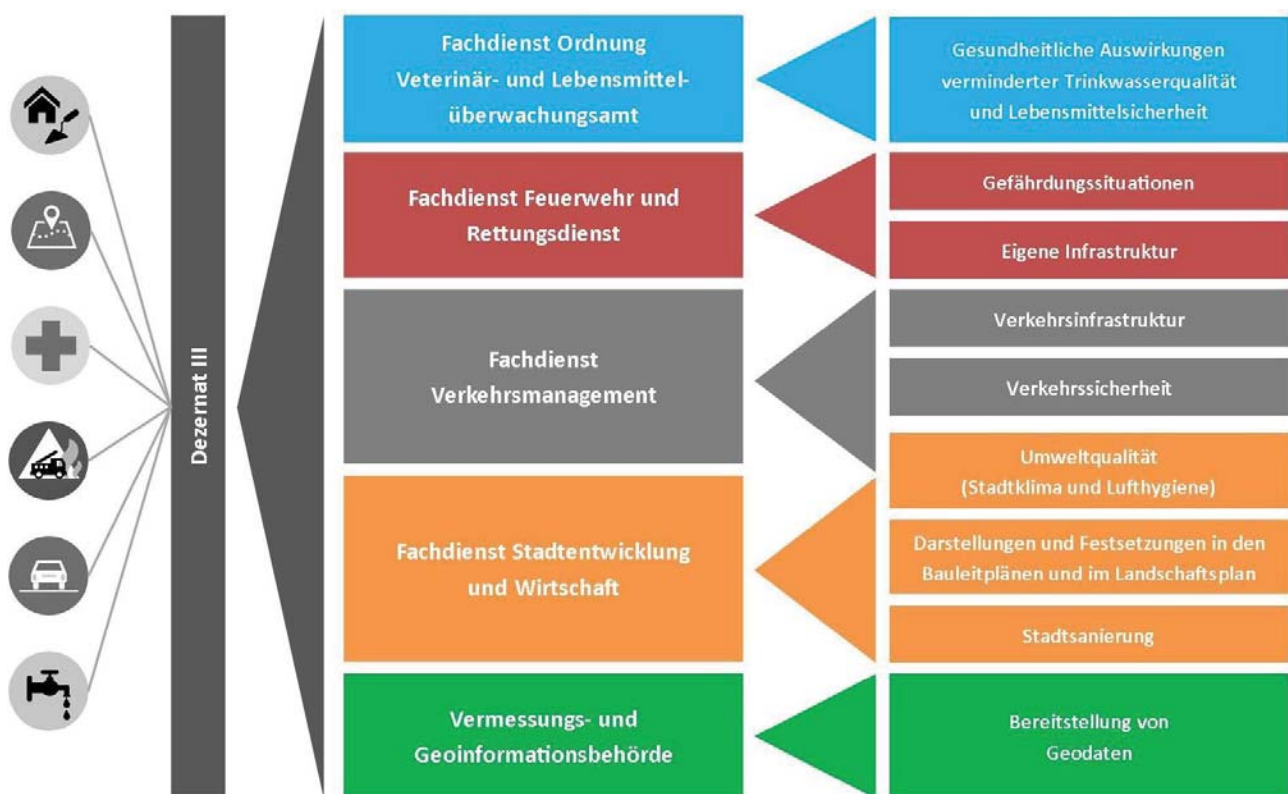 Dezernat III
Fachdienst Ordnung
Veterinär- und Lebensmittel-
überwachungsamt
Gesundheitliche Auswirkungen
verminderter Trinkwasserqualität
und Lebensmittelsicherheit
Fachdienst Feuerwehr und
Rettungsdienst
Gefährdungssituationen
Eigene Infrastruktur
Fachdienst
Verkehrsmanagement
Verkehrsinfrastruktur
Verkehrssicherheit
Fachdienst Stadtentwicklung
und Wirtschaft
Umweltqualität
(Stadtklima und Lufthygiene)
Darstellungen und Festsetzungen in den
Bauleitplänen und im Landschaftsplan
Stadtsanierung
Vermessungs- und
Geoinformationsbehörde
Bereitstellung von
Geodaten